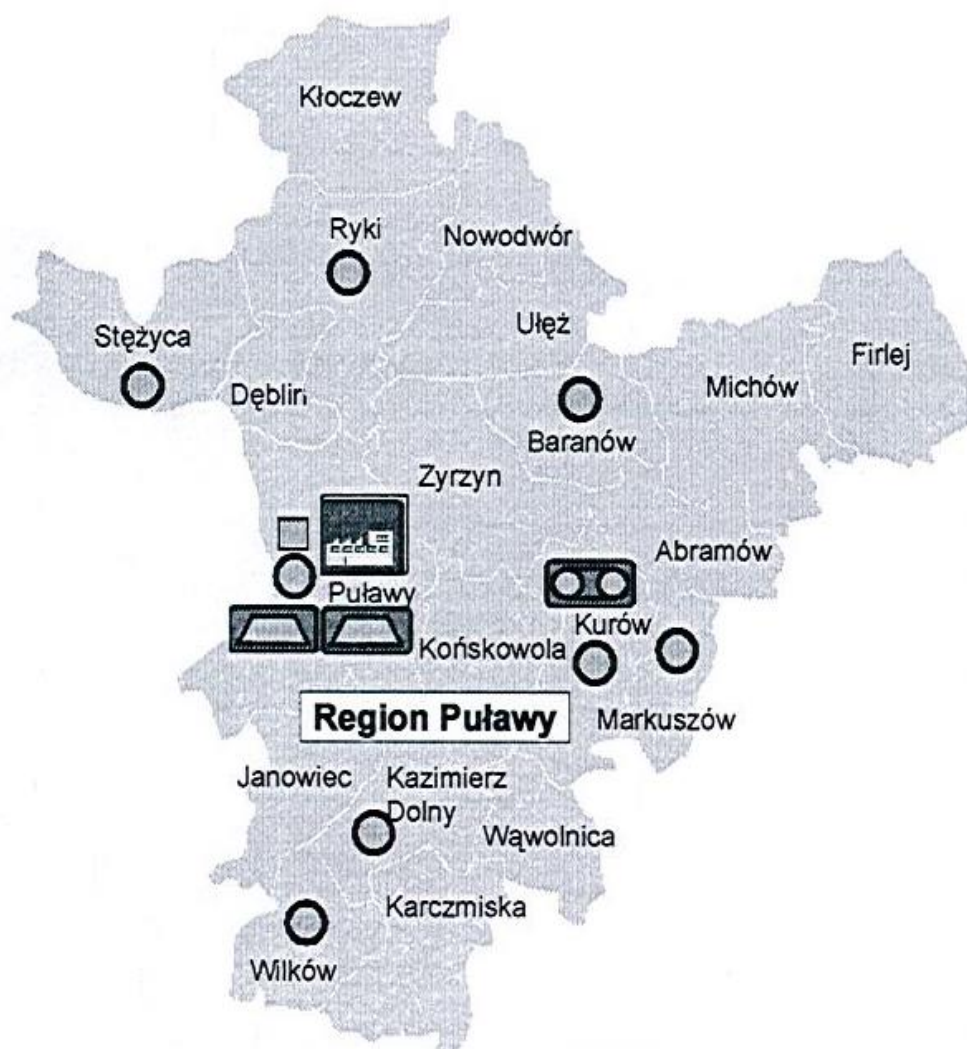 Kłoczew
Ryki
Nowodwór
Stężyca
Ułęż
Firlej
Dęblin
Michów
Baranów
Zyrzyn
Abramów
Puławy
Kurów
Końskowola
Region Puławy
Markuszów
Janowiec
Kazimierz
Dolny
Wąwolnica
Karczmiska
Wilków